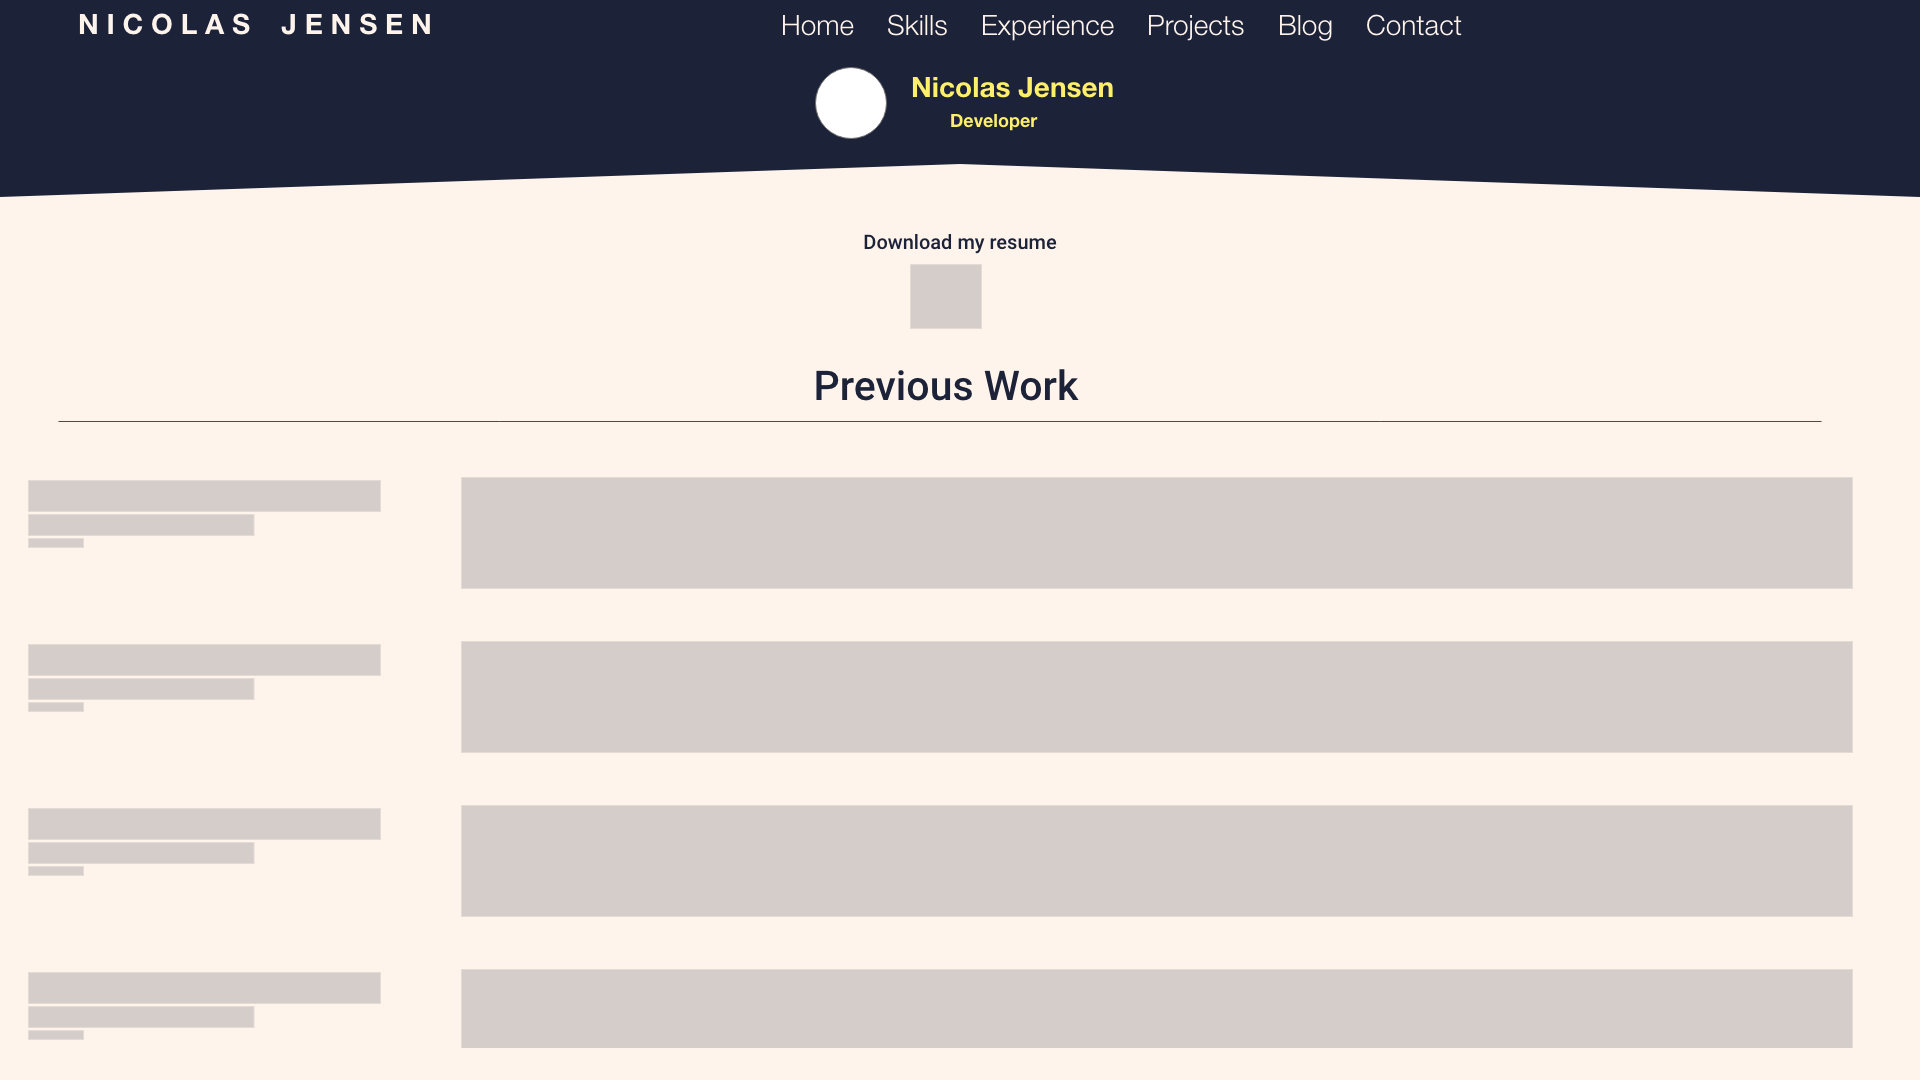 NICOLAS JENSEN
Home Skills Experience Projects Blog Contact
Nicolas Jensen
Developer
Download my resume
Previous Work